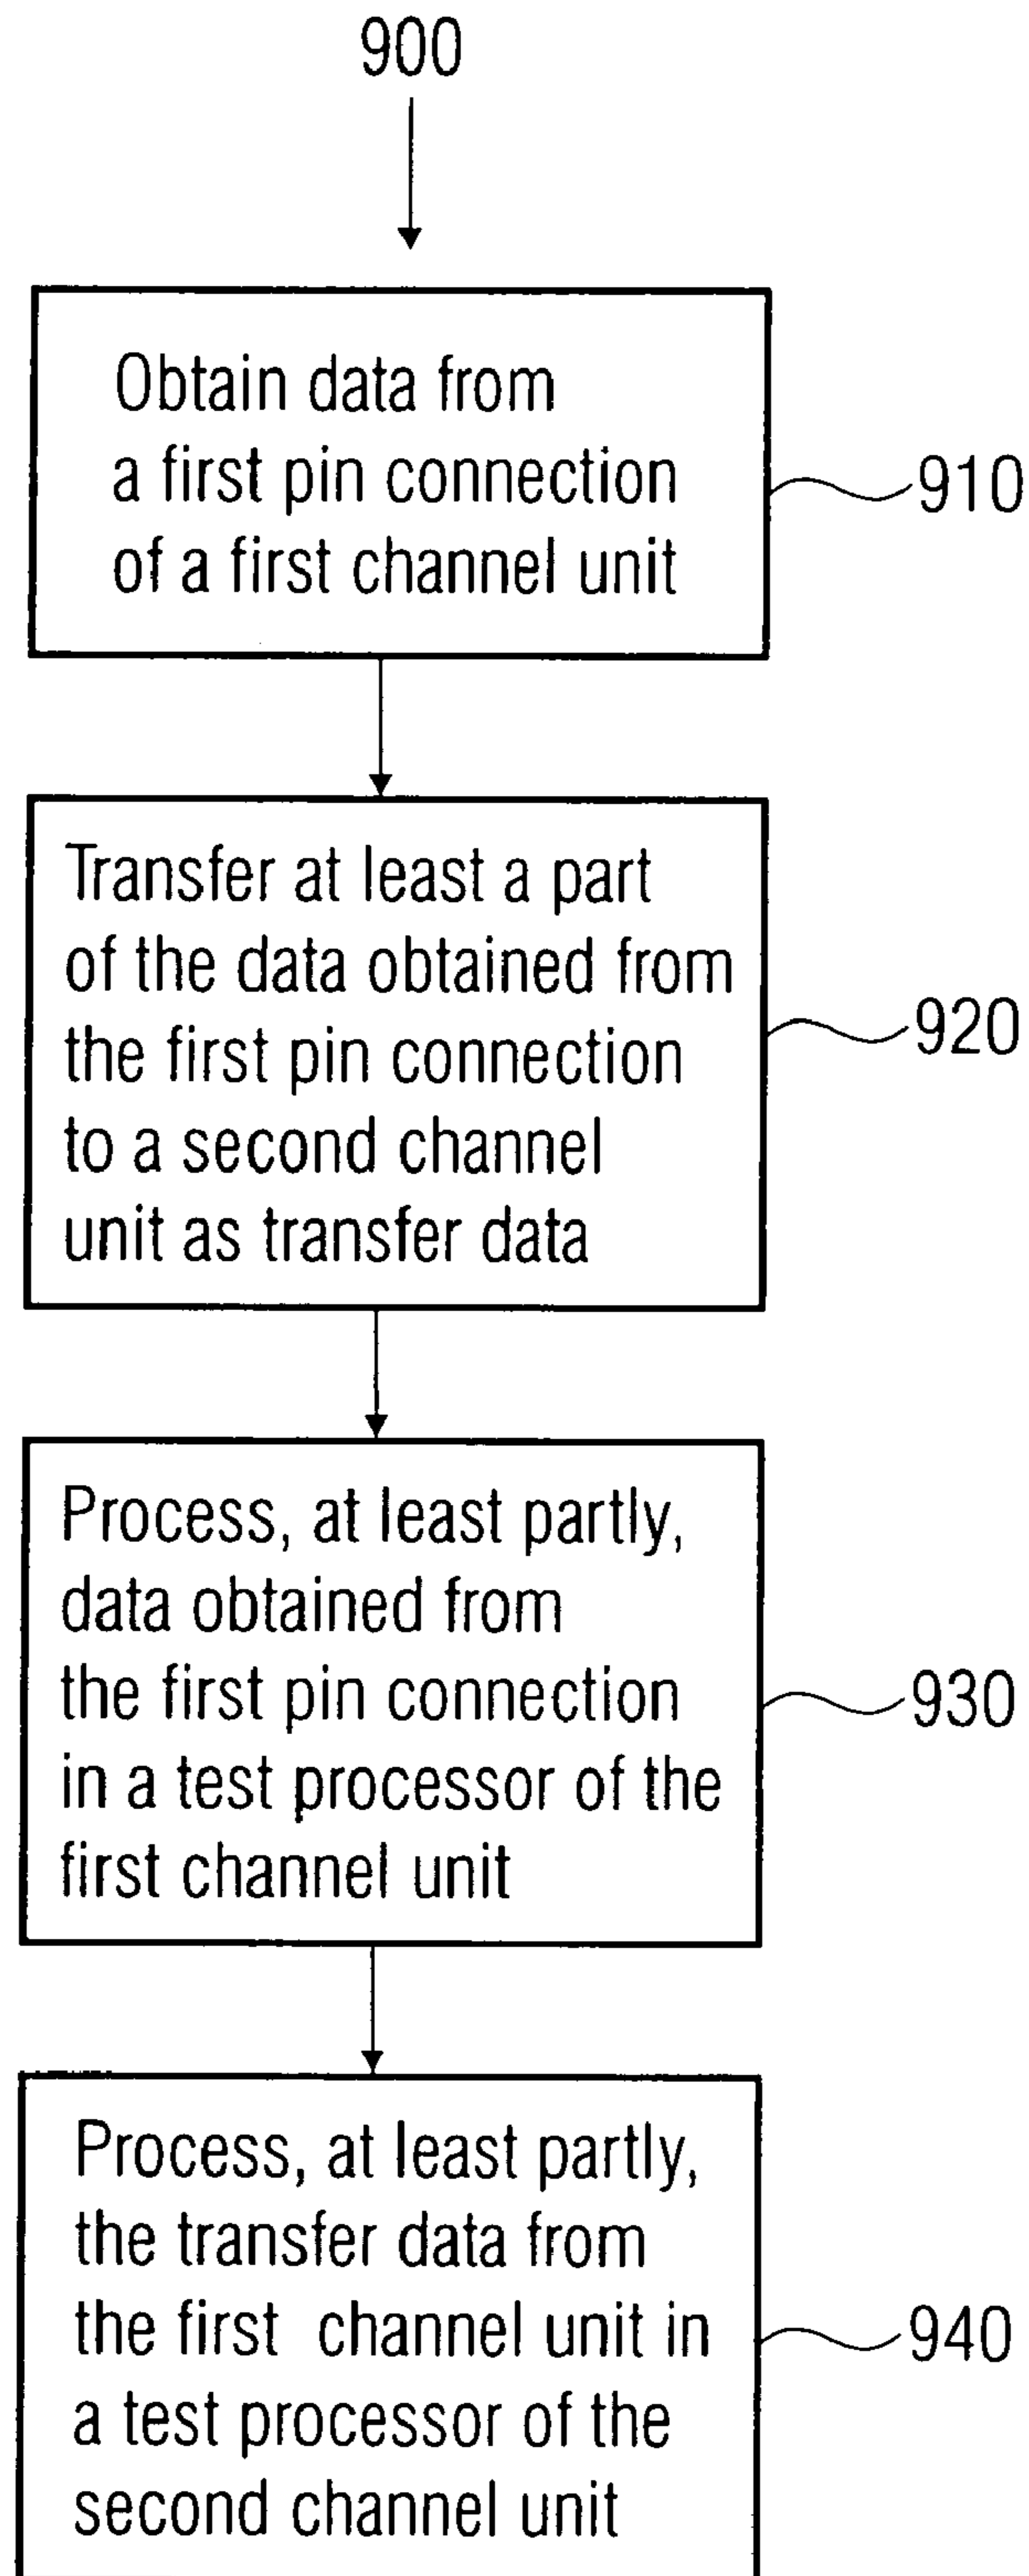 900
Obtain data from
a first pin connection
of a first channel unit
910
Transfer at least a part
of the data obtained from
the first pin connection
to a second channel
unit as transfer data
920
Process, at least partly,
data obtained from
the first pin connection
in a test processor of the
first channel unit
930
Process, at least partly,
the transfer data from
the first channel unit in
a test processor of the
second channel unit
940